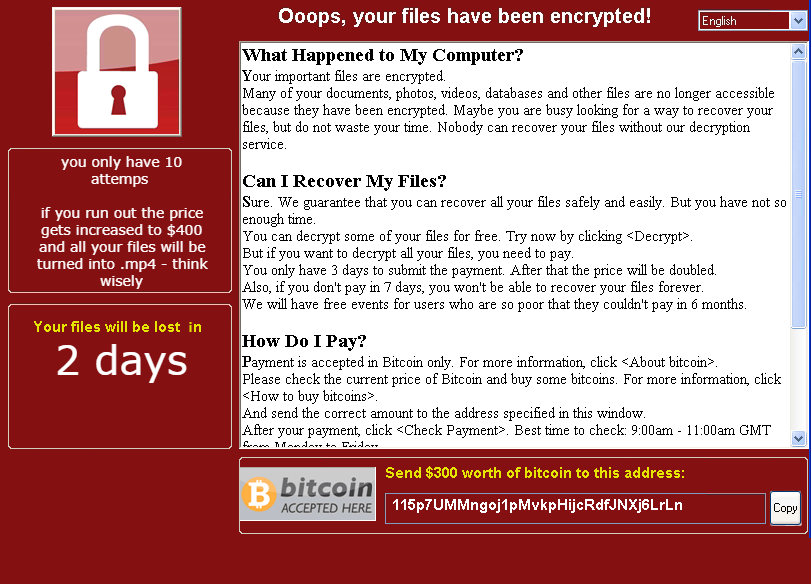 Ooops, your files have been encrypted!
English
you only have 10
attemps
if you run out the price
gets increased to $400
and all your files will be
turned into .mp4 - think
wisely
Your files will be lost in
2 days
What Happened to My Computer?
Your important files are encrypted.
Many of your documents, photos, videos, databases and other files are no longer accessible
because they have been encrypted. Maybe you are busy looking for a way to recover your
files, but do not waste your time. Nobody can recover your files without our decryption
service.
Can I Recover My Files?
Sure. We guarantee that you can recover all your files safely and easily. But you have not so
enough time.
You can decrypt some of your files for free. Try now by clicking <Decrypt>.
But if you want to decrypt all your files, you need to pay.
You only have 3 days to submit the payment. After that the price will be doubled.
Also, if you don't pay in 7 days, you won't be able to recover your files forever.
We will have free events for users who are so poor that they couldn't pay in 6 months.
How Do I Pay?
Payment is accepted in Bitcoin only. For more information, click <About bitcoin>.
Please check the current price of Bitcoin and buy some bitcoins. For more information, click
<How to buy bitcoins>.
And send the correct amount to the address specified in this window.
After your payment, click <Check Payment>. Best time to check: 9:00am - 11:00am GMT
from Monday to Friday
bitcoin
ACCEPTED HERE
Send $300 worth of bitcoin to this address:
115p7UMMngoj1pMvkpHijcRdfJNXj6LrLn
Copy